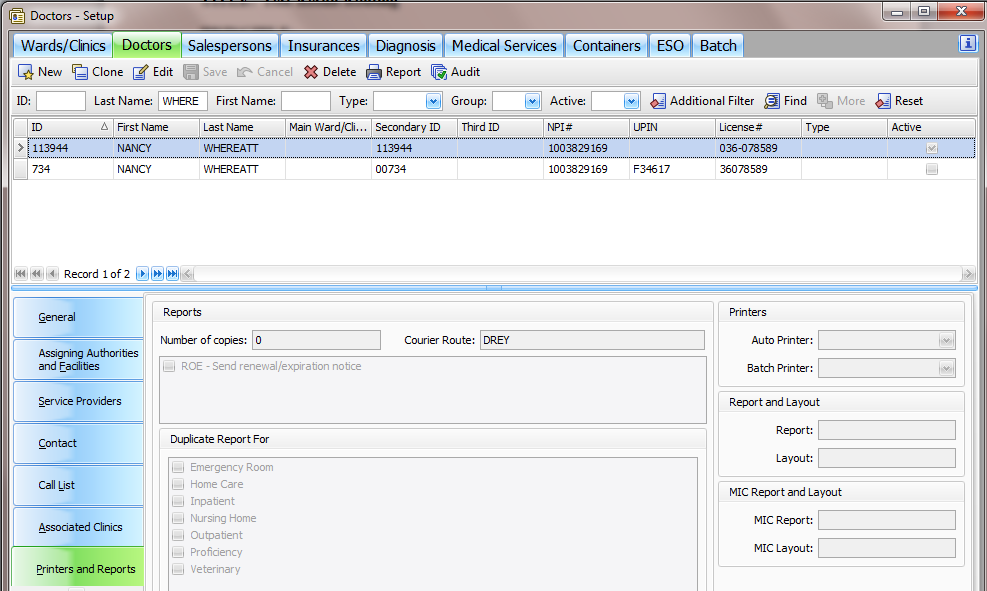 Doctors - Setup
Wards/Clinics Doctors Salespersons Insurances Diagnosis Medical Services Containers ESO Batch
New Clone Edit Save Cancel Delete Report Audit
ID: Last Name: WHERE First Name: Type: Group: Active: Additional Filter Find More Reset
ID First Name Last Name Main Ward/Cli... Secondary ID Third ID NPI# UPIN License# Type Active
113944 NANCY WHEREATT 113944 1003829169 036-078589
734 NANCY WHEREATT 00734 1003829169 F34617 36078589
Record 1 of 2
General
Assigning Authorities
and Facilities
Service Providers
Contact
Call List
Associated Clinics
Printers and Reports
Reports
Number of copies: 0 Courier Route: DREY
ROE - Send renewal/expiration notice
Duplicate Report For
Emergency Room
Home Care
Inpatient
Nursing Home
Outpatient
Proficiency
Veterinary
Printers
Auto Printer:
Batch Printer:
Report and Layout
Report:
Layout:
MIC Report and Layout
MIC Report:
MIC Layout: